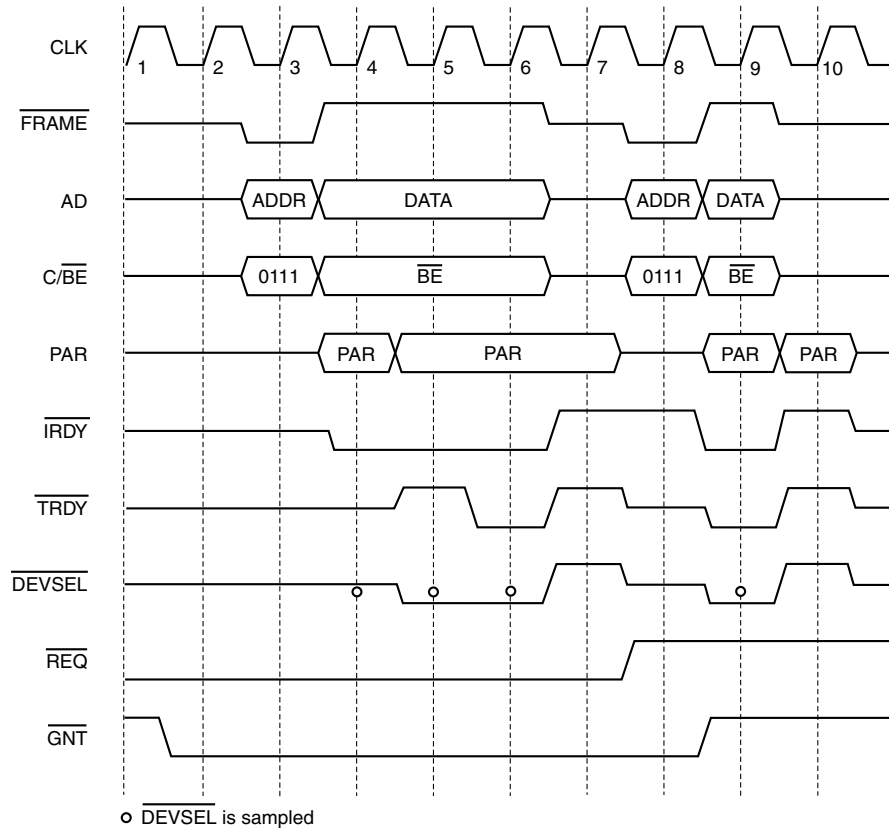 CLK 1 2 3 4 5 6 7 8 9 10
FRAME
AD ADDR DATA ADDR DATA
C/BE 0111 BE 0111 BE
PAR PAR PAR PAR PAR
IRDY
TRDY
DEVSEL
REQ
GNT
DEVSEL is sampled